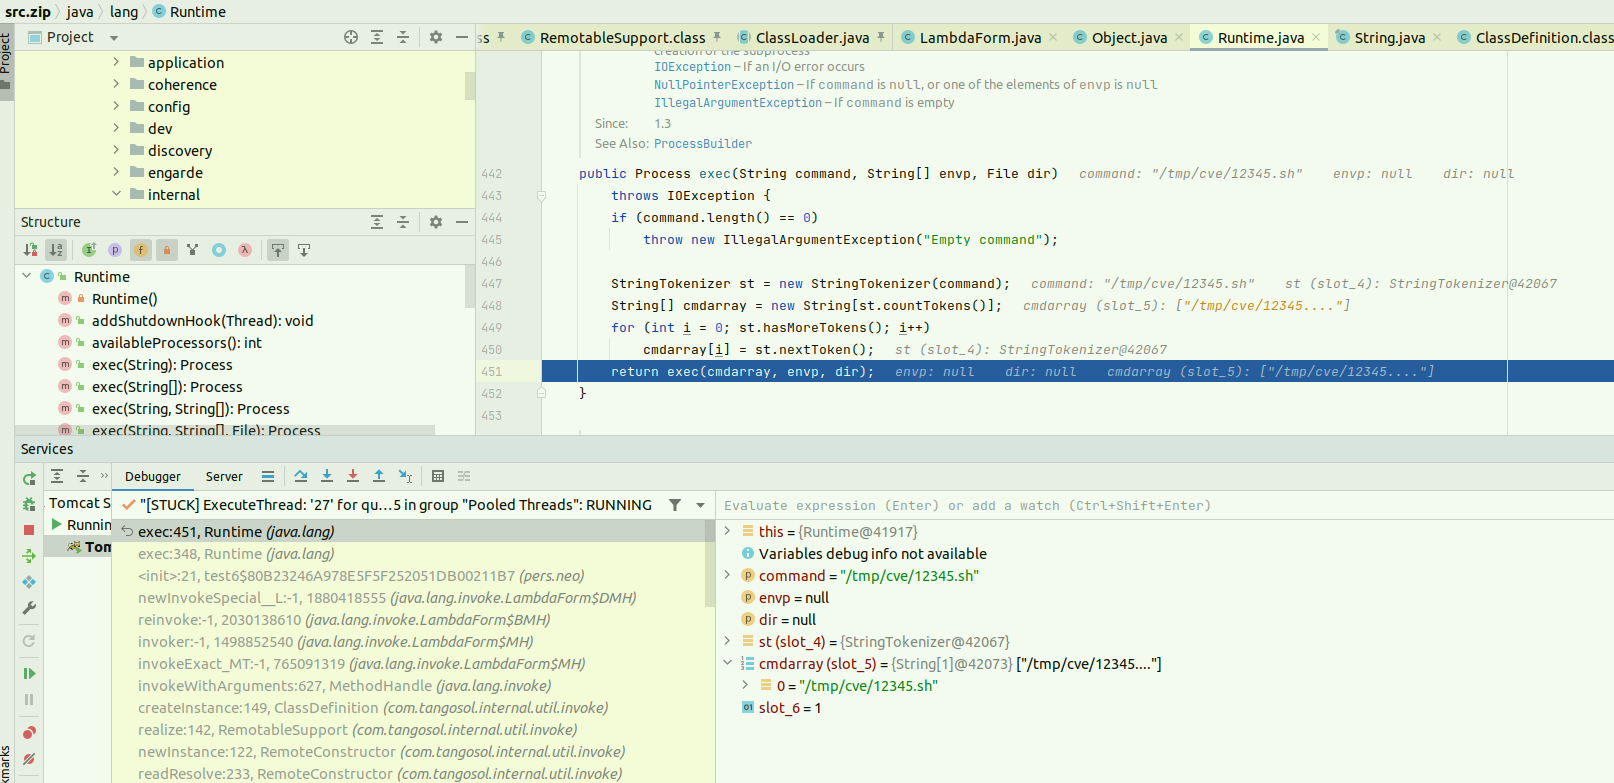 src.zip java lang Runtime
Project
ss RemotableSupport.class ClassLoader.java LambdaForm.java Object.java Runtime.java String.java ClassDefinition.class
Project
application
coherence
config
dev
discovery
engarde
internal
creation of the subprocess
IOException – If an I/O error occurs
NullPointerException – If command is null, or one of the elements of envp is null
IllegalArgumentException – If command is empty
Since: 1.3
See Also: ProcessBuilder
442 public Process exec(String command, String[] envp, File dir) command: "/tmp/cve/12345.sh" envp: null dir: null
443 throws IOException {
444 if (command.length() == 0)
445 throw new IllegalArgumentException("Empty command");
446
447 StringTokenizer st = new StringTokenizer(command); command: "/tmp/cve/12345.sh" st (slot_4): StringTokenizer@42067
448 String[] cmdarray = new String[st.countTokens()]; cmdarray (slot_5): ["/tmp/cve/12345...."]
449 for (int i = 0; st.hasMoreTokens(); i++)
450 cmdarray[i] = st.nextToken(); st (slot_4): StringTokenizer@42067
451 return exec(cmdarray, envp, dir); envp: null dir: null cmdarray (slot_5): ["/tmp/cve/12345...."]
452 }
453
Structure
Runtime
Runtime()
addShutdownHook(Thread): void
availableProcessors(): int
exec(String): Process
exec(String[]): Process
exec(String, String[]): Process
exec(String, String[], File): Process
Services
Debugger Server
Tomcat S
Runnin
Tom
"[STUCK] ExecuteThread: '27' for qu...5 in group "Pooled Threads": RUNNING
exec:451, Runtime (java.lang)
exec:348, Runtime (java.lang)
<init>:21, test6$80B23246A978E5F5F252051DB00211B7 (pers.neo)
newInvokeSpecial__L:-1, 1880418555 (java.lang.invoke.LambdaForm$DMH)
reinvoke:-1, 2030138610 (java.lang.invoke.LambdaForm$BMH)
invoker:-1, 1498852540 (java.lang.invoke.LambdaForm$MH)
invokeExact_MT:-1, 765091319 (java.lang.invoke.LambdaForm$MH)
invokeWithArguments:627, MethodHandle (java.lang.invoke)
createInstance:149, ClassDefinition (com.tangosol.internal.util.invoke)
realize:142, RemotableSupport (com.tangosol.internal.util.invoke)
newInstance:122, RemoteConstructor (com.tangosol.internal.util.invoke)
readResolve:233, RemoteConstructor (com.tangosol.internal.util.invoke)
Evaluate expression (Enter) or add a watch (Ctrl+Shift+Enter)
this = {Runtime@41917}
Variables debug info not available
command = "/tmp/cve/12345.sh"
envp = null
dir = null
st (slot_4) = {StringTokenizer@42067}
cmdarray (slot_5) = {String[1]@42073} ["/tmp/cve/12345...."]
0 = "/tmp/cve/12345.sh"
slot_6 = 1
kmarks